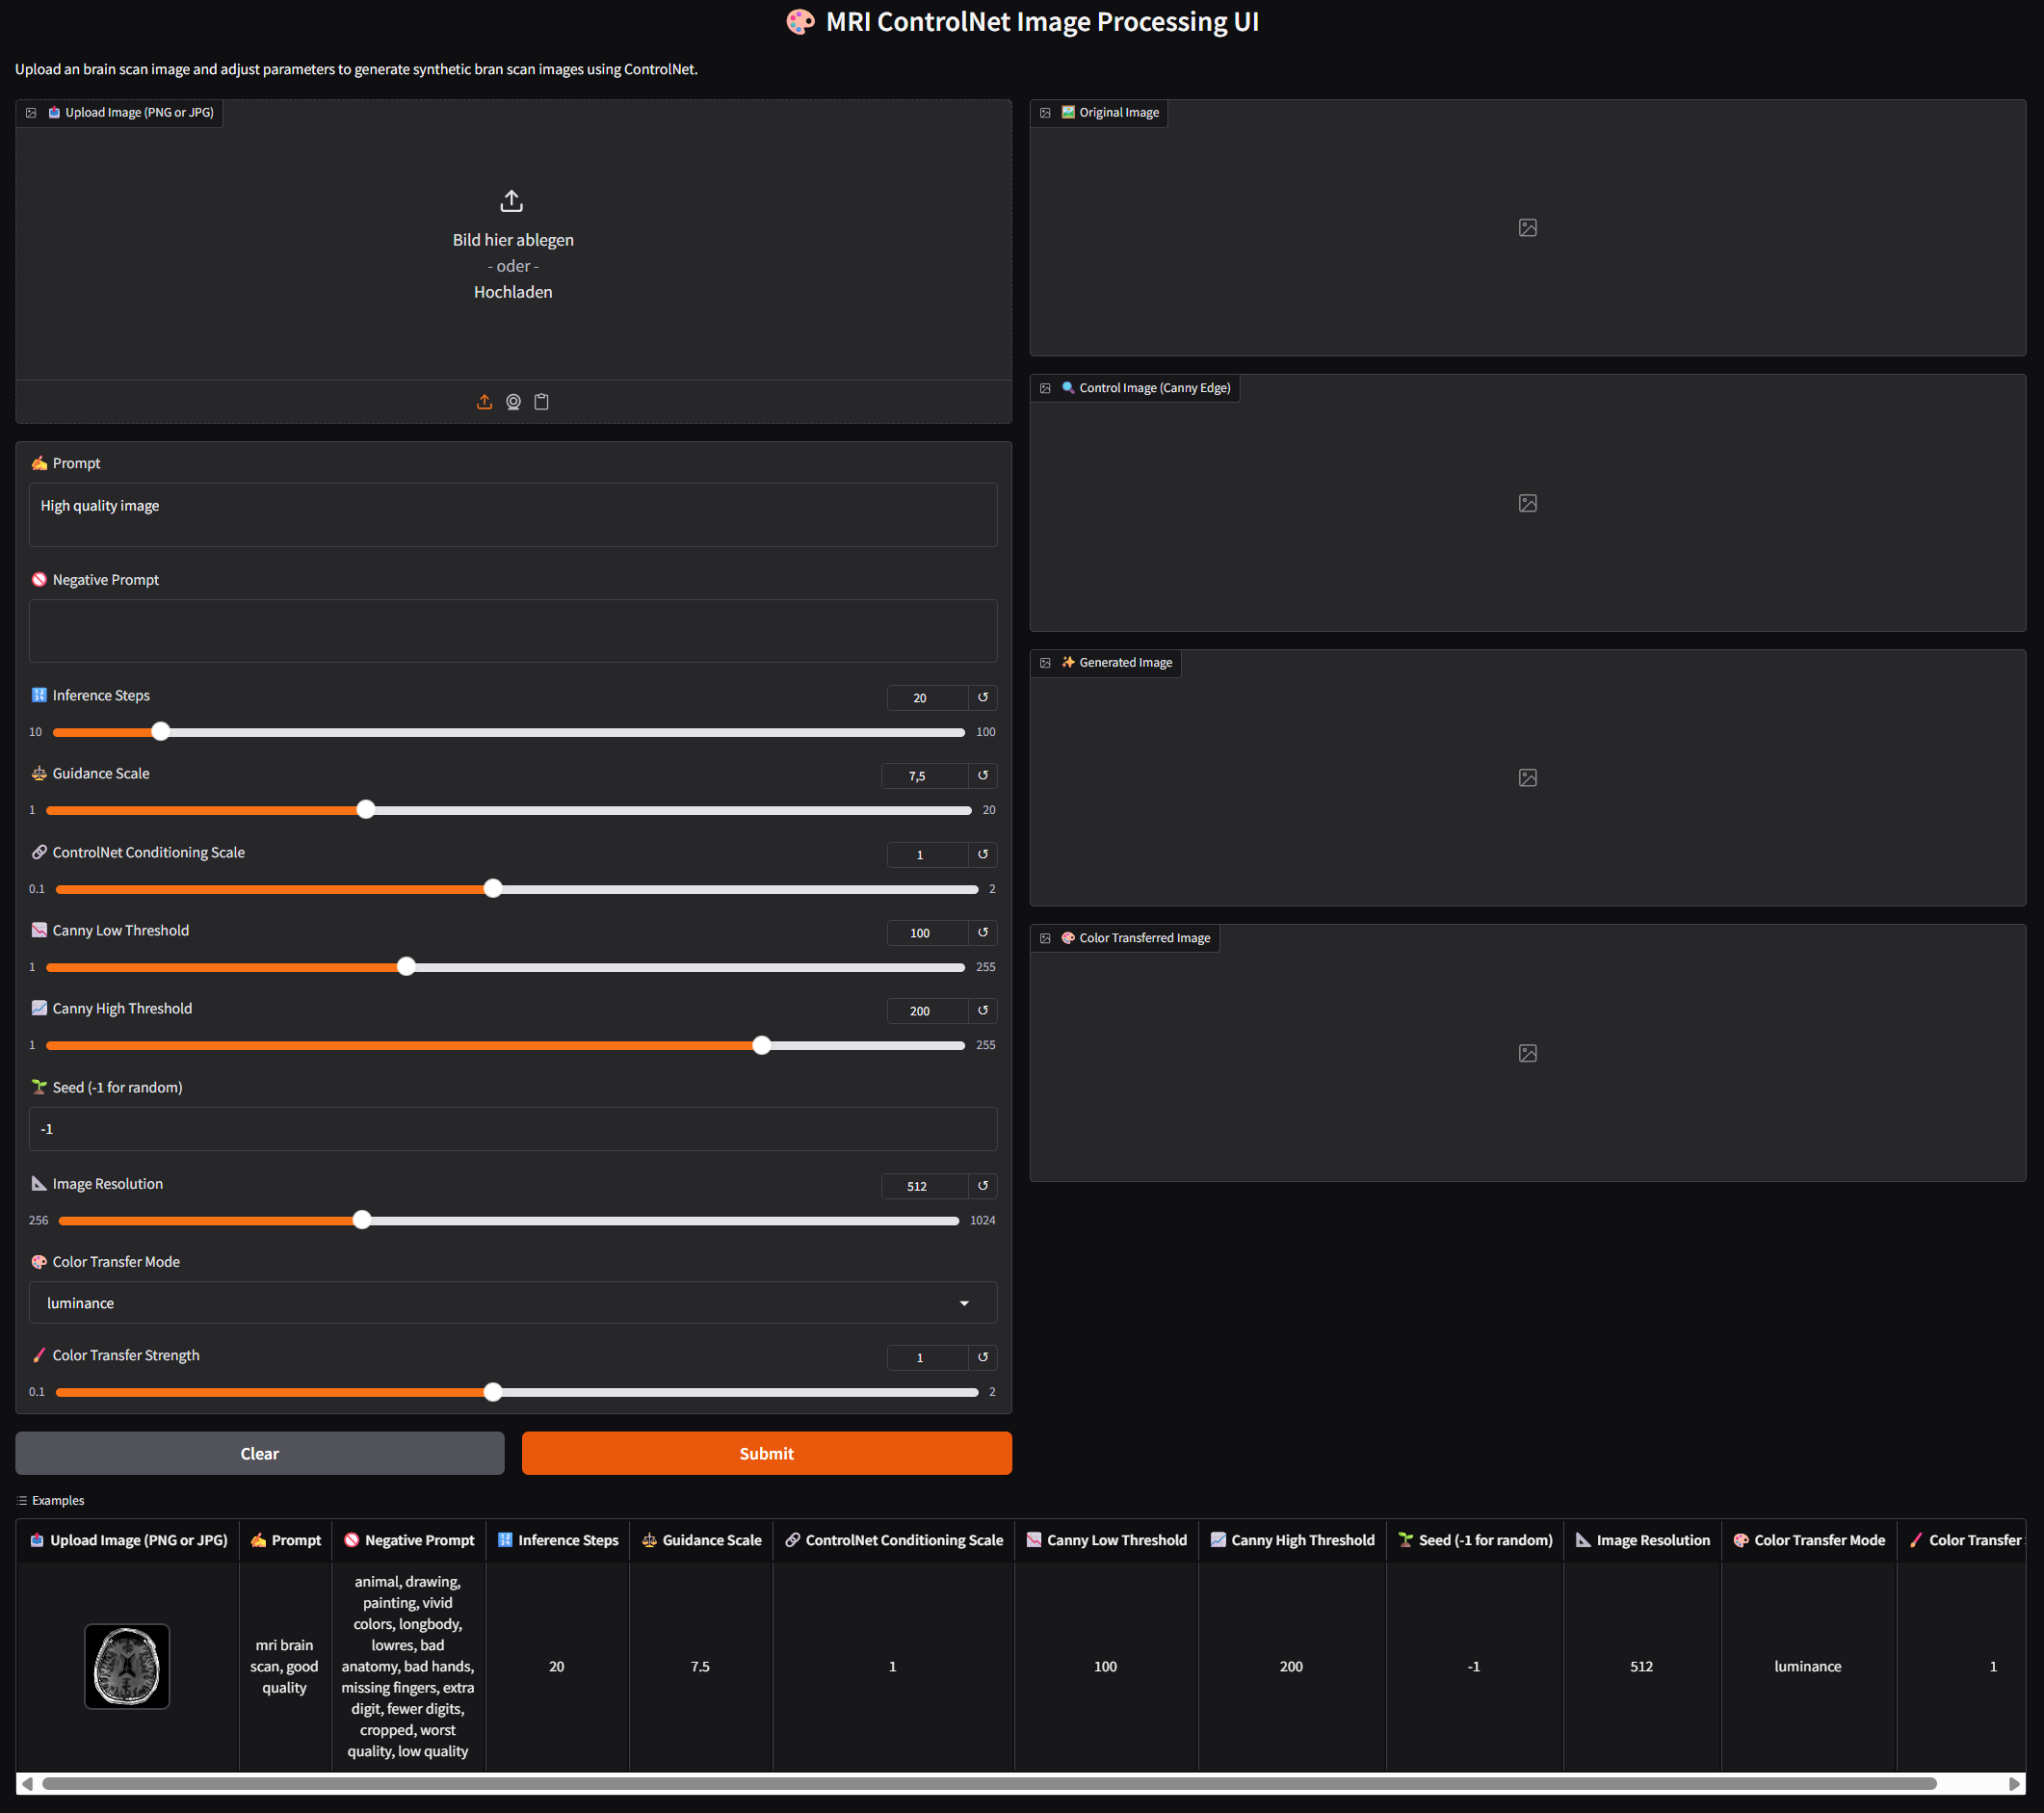 MRI ControlNet Image Processing UI
Upload an brain scan image and adjust parameters to generate synthetic bran scan images using ControlNet.
Upload Image (PNG or JPG)
Bild hier ablegen
- oder -
Hochladen
Prompt
High quality image
Negative Prompt
Inference Steps
20
10
100
Guidance Scale
7,5
1
20
ControlNet Conditioning Scale
1
0.1
2
Canny Low Threshold
100
1
255
Canny High Threshold
200
1
255
Seed (-1 for random)
-1
Image Resolution
512
256
1024
Color Transfer Mode
luminance
Color Transfer Strength
1
0.1
2
Clear
Submit
Original Image
Control Image (Canny Edge)
Generated Image
Color Transferred Image
Examples
Upload Image (PNG or JPG) Prompt Negative Prompt Inference Steps Guidance Scale ControlNet Conditioning Scale Canny Low Threshold Canny High Threshold Seed (-1 for random) Image Resolution Color Transfer Mode Color Transfer
mri brain
scan, good
quality
animal, drawing,
painting, vivid
colors, longbody,
lowres, bad
anatomy, bad hands,
missing fingers, extra
digit, fewer digits,
cropped, worst
quality, low quality
20
7.5
1
100
200
-1
512
luminance
1